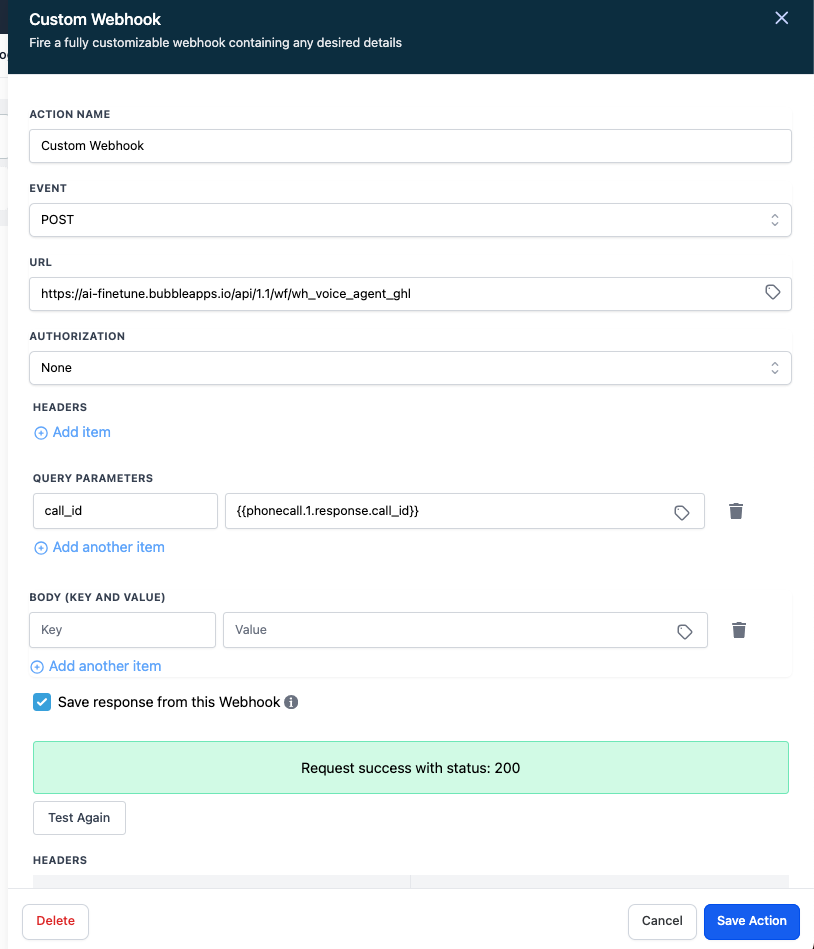 Custom Webhook
Fire a fully customizable webhook containing any desired details
ACTION NAME
Custom Webhook
EVENT
POST
URL
https://ai-finetune.bubbleapps.io/api/1.1/wf/wh_voice_agent_ghl
AUTHORIZATION
None
HEADERS
Add item
QUERY PARAMETERS
call_id {{phonecall.1.response.call_id}}
Add another item
BODY (KEY AND VALUE)
Key Value
Add another item
Save response from this Webhook
Request success with status: 200
Test Again
HEADERS
Delete Cancel Save Action